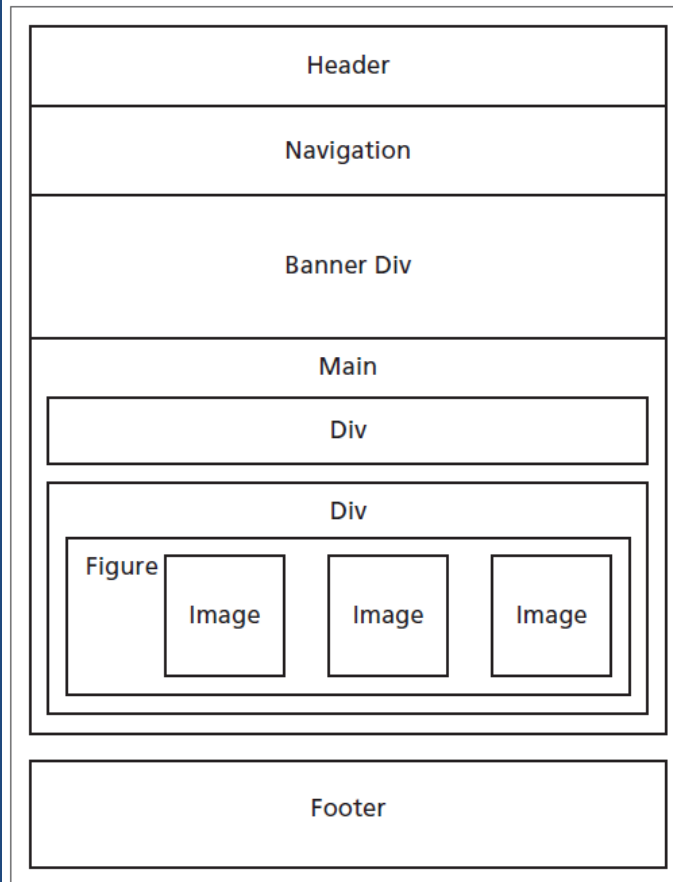 Header
Navigation
Banner Div
Main
Div
Div
Figure
Image Image Image
Footer